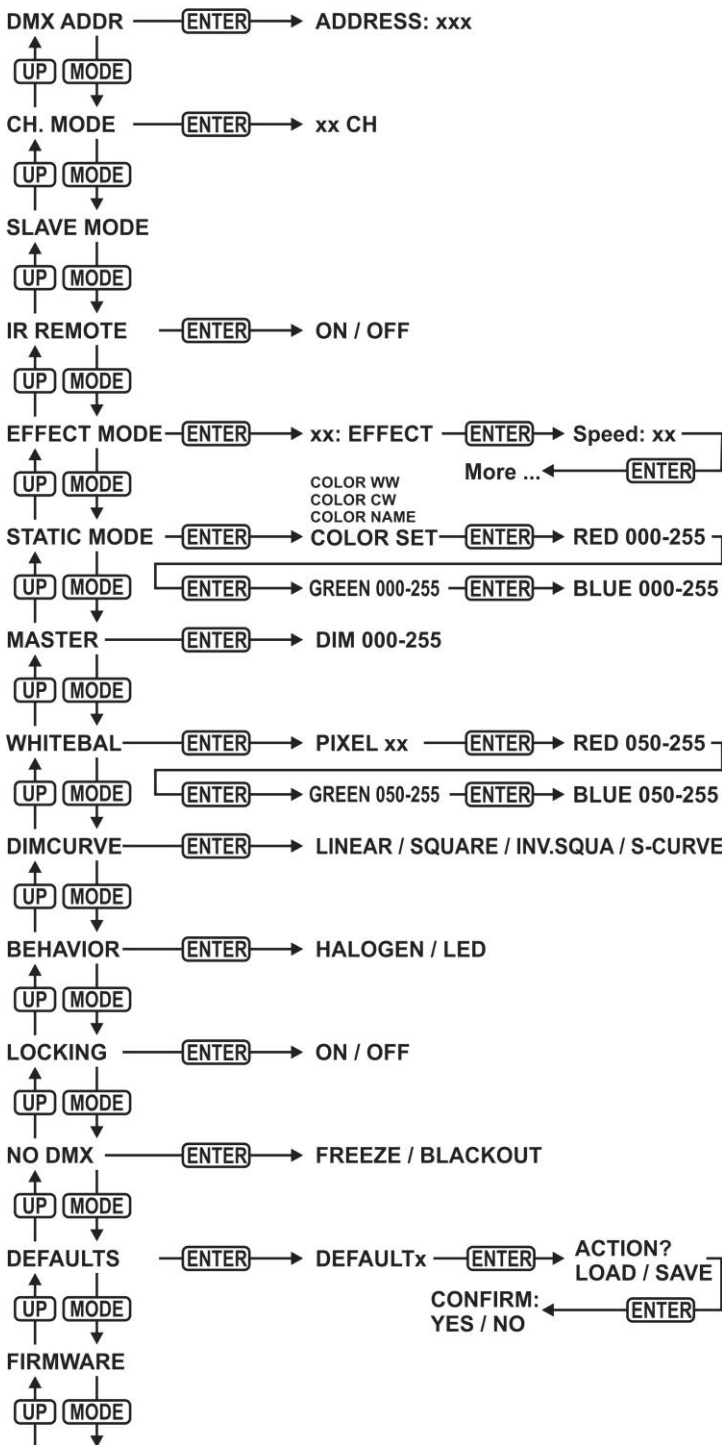 DMX ADDR ENTER ADDRESS: xxx
UP MODE
CH. MODE ENTER xx CH
UP MODE
SLAVE MODE
UP MODE
IR REMOTE ENTER ON / OFF
UP MODE
EFFECT MODE ENTER xx: EFFECT ENTER Speed: xx
UP MODE More ... ENTER
COLOR WW
COLOR CW
COLOR NAME
STATIC MODE ENTER COLOR SET ENTER RED 000-255
UP MODE ENTER GREEN 000-255 ENTER BLUE 000-255
MASTER ENTER DIM 000-255
UP MODE
WHITEBAL ENTER PIXEL xx ENTER RED 050-255
UP MODE ENTER GREEN 050-255 ENTER BLUE 050-255
DIMCURVE ENTER LINEAR / SQUARE / INV.SQUA / S-CURVE
UP MODE
BEHAVIOR ENTER HALOGEN / LED
UP MODE
LOCKING ENTER ON / OFF
UP MODE
NO DMX ENTER FREEZE / BLACKOUT
UP MODE
DEFAULTS ENTER DEFAULTx ENTER ACTION?
LOAD / SAVE
UP MODE CONFIRM: ENTER
YES / NO
FIRMWARE
UP MODE